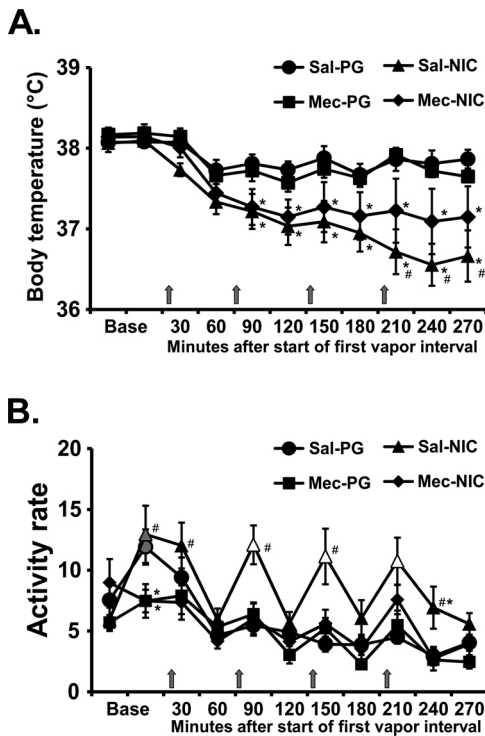 A.
Sal-PG Sal-NIC
Mec-PG Mec-NIC
Body temperature (°C)
39
38
37
36
* * * * * * *
* * * * * * *
# # #
Base 30 60 90 120 150 180 210 240 270
Minutes after start of first vapor interval
B.
Sal-PG Sal-NIC
Mec-PG Mec-NIC
Activity rate
20
15
10
5
0
# # # # #*
*
*
Base 30 60 90 120 150 180 210 240 270
Minutes after start of first vapor interval